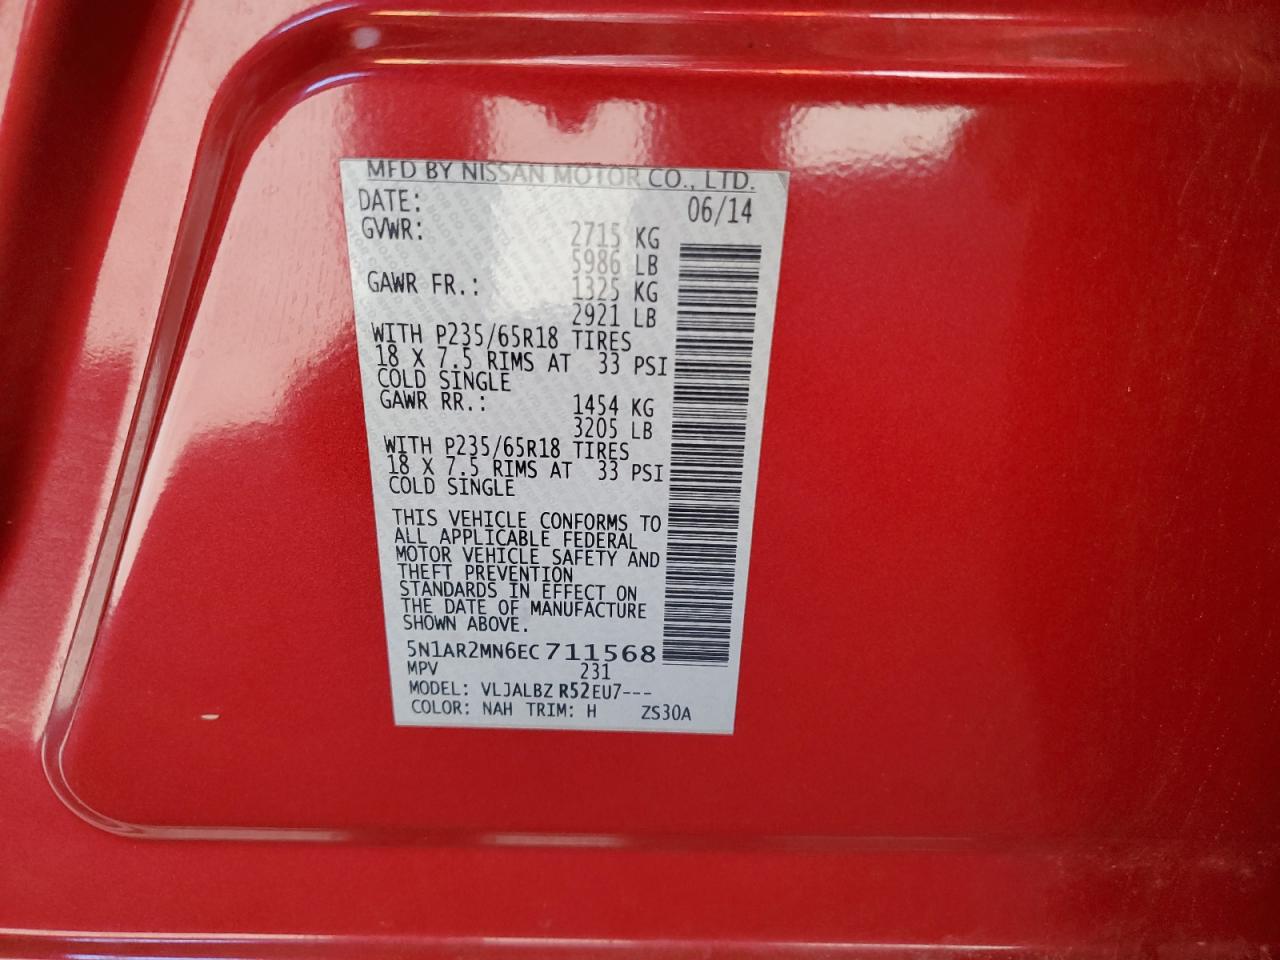 MFD BY NISSAN MOTOR CO., LTD.
DATE: 06/14
GVWR: 2715 KG
5986 LB
GAWR FR.: 1325 KG
2921 LB
WITH P235/65R18 TIRES
18 X 7.5 RIMS AT 33 PSI
COLD SINGLE
GAWR RR.: 1454 KG
3205 LB
WITH P235/65R18 TIRES
18 X 7.5 RIMS AT 33 PSI
COLD SINGLE
THIS VEHICLE CONFORMS TO
ALL APPLICABLE FEDERAL
MOTOR VEHICLE SAFETY AND
THEFT PREVENTION
STANDARDS IN EFFECT ON
THE DATE OF MANUFACTURE
SHOWN ABOVE.
5N1AR2MN6EC711568
MPV 231
MODEL: VLJALBZ R52EU7---
COLOR: NAH TRIM: H ZS30A